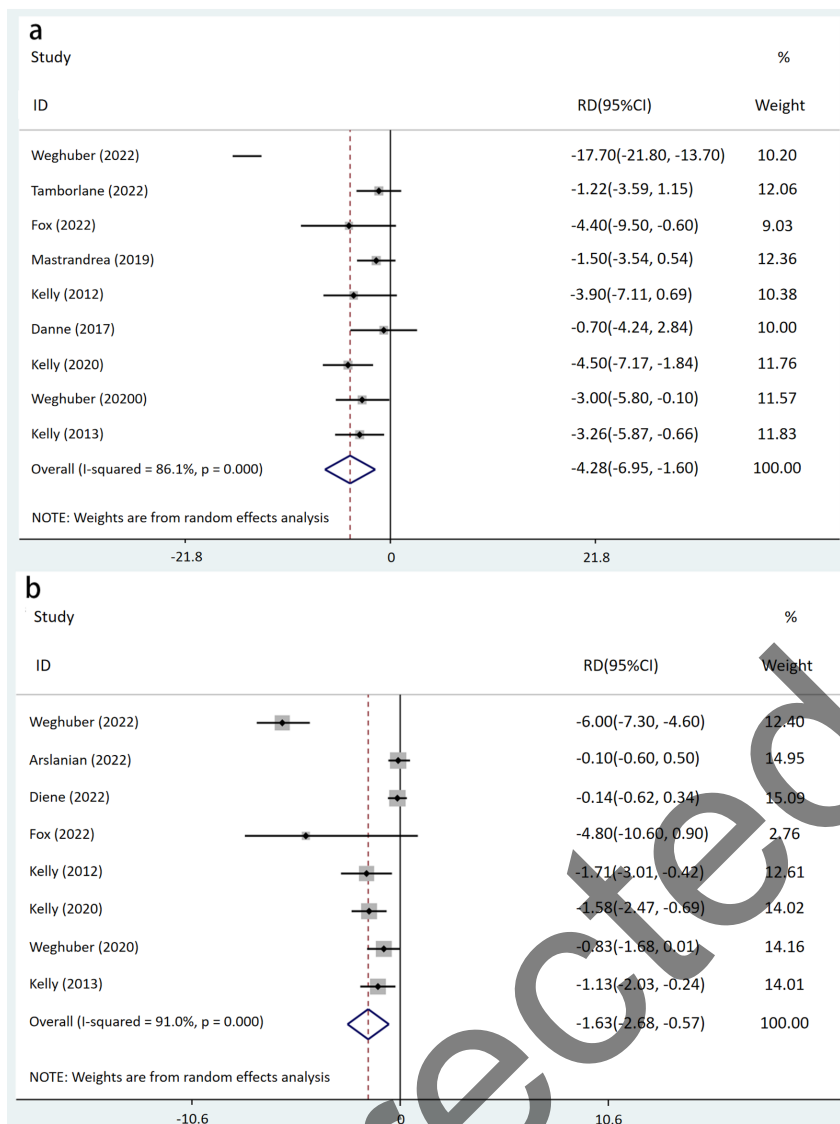 a
Study %
ID RD(95%CI) Weight
Weghuber (2022) -17.70(-21.80, -13.70) 10.20
Tamborlane (2022) -1.22(-3.59, 1.15) 12.06
Fox (2022) -4.40(-9.50, -0.60) 9.03
Mastrandrea (2019) -1.50(-3.54, 0.54) 12.36
Kelly (2012) -3.90(-7.11, 0.69) 10.38
Danne (2017) -0.70(-4.24, 2.84) 10.00
Kelly (2020) -4.50(-7.17, -1.84) 11.76
Weghuber (20200) -3.00(-5.80, -0.10) 11.57
Kelly (2013) -3.26(-5.87, -0.66) 11.83
Overall (I-squared = 86.1%, p = 0.000) -4.28(-6.95, -1.60) 100.00
NOTE: Weights are from random effects analysis
-21.8 0 21.8
b
Study %
ID RD(95%CI) Weight
Weghuber (2022) -6.00(-7.30, -4.60) 12.40
Arslanian (2022) -0.10(-0.60, 0.50) 14.95
Diene (2022) -0.14(-0.62, 0.34) 15.09
Fox (2022) -4.80(-10.60, 0.90) 2.76
Kelly (2012) -1.71(-3.01, -0.42) 12.61
Kelly (2020) -1.58(-2.47, -0.69) 14.02
Weghuber (2020) -0.83(-1.68, 0.01) 14.16
Kelly (2013) -1.13(-2.03, -0.24) 14.01
Overall (I-squared = 91.0%, p = 0.000) -1.63(-2.68, -0.57) 100.00
NOTE: Weights are from random effects analysis
-10.6 0 10.6
ected